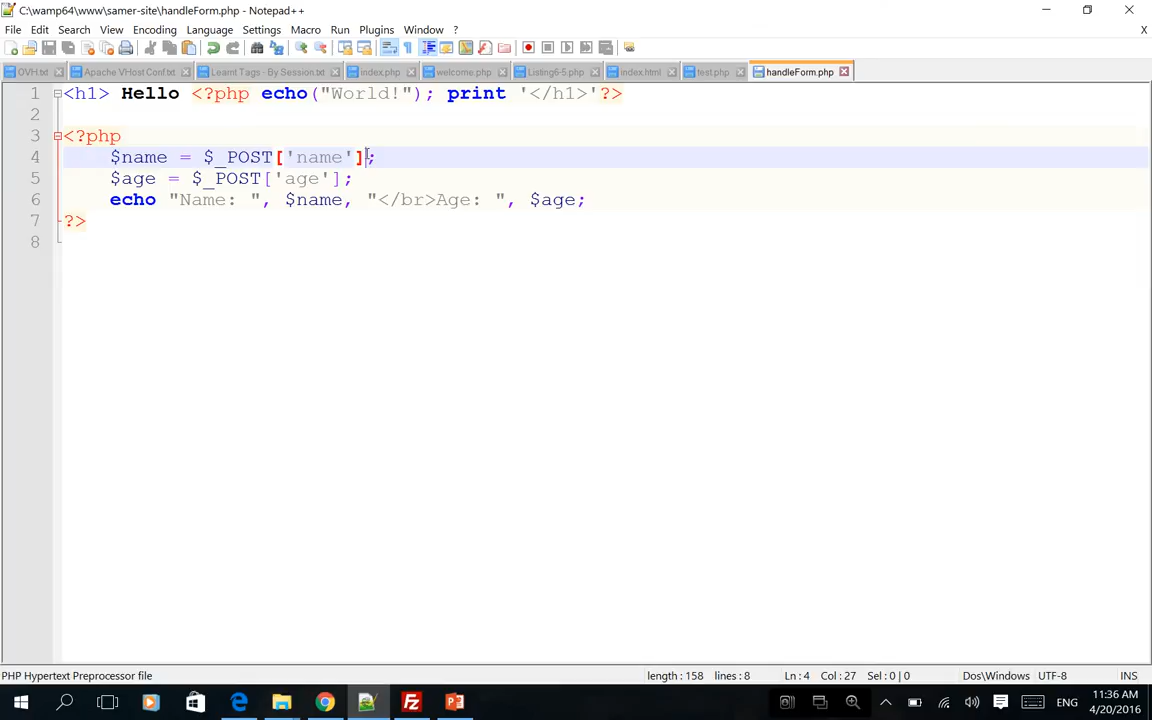 C:\wamp64\www\samer-site\handleForm.php - Notepad++
File Edit Search View Encoding Language Settings Macro Run Plugins Window ? X
OVH.txt Apache VHost Conf.txt Learnt Tags - By Session.txt index.php welcome.php Listing6-5.php index.html test.php handleForm.php
1 <h1> Hello <?php echo("World!"); print '</h1>'?>
2
3 <?php
4 $name = $_POST['name'];
5 $age = $_POST['age'];
6 echo "Name: ", $name, "</br>Age: ", $age;
7 ?>
8
PHP Hypertext Preprocessor file length : 158 lines : 8 Ln : 4 Col : 27 Sel : 0 | 0 Dos\Windows UTF-8 INS
ENG 11:36 AM
4/20/2016